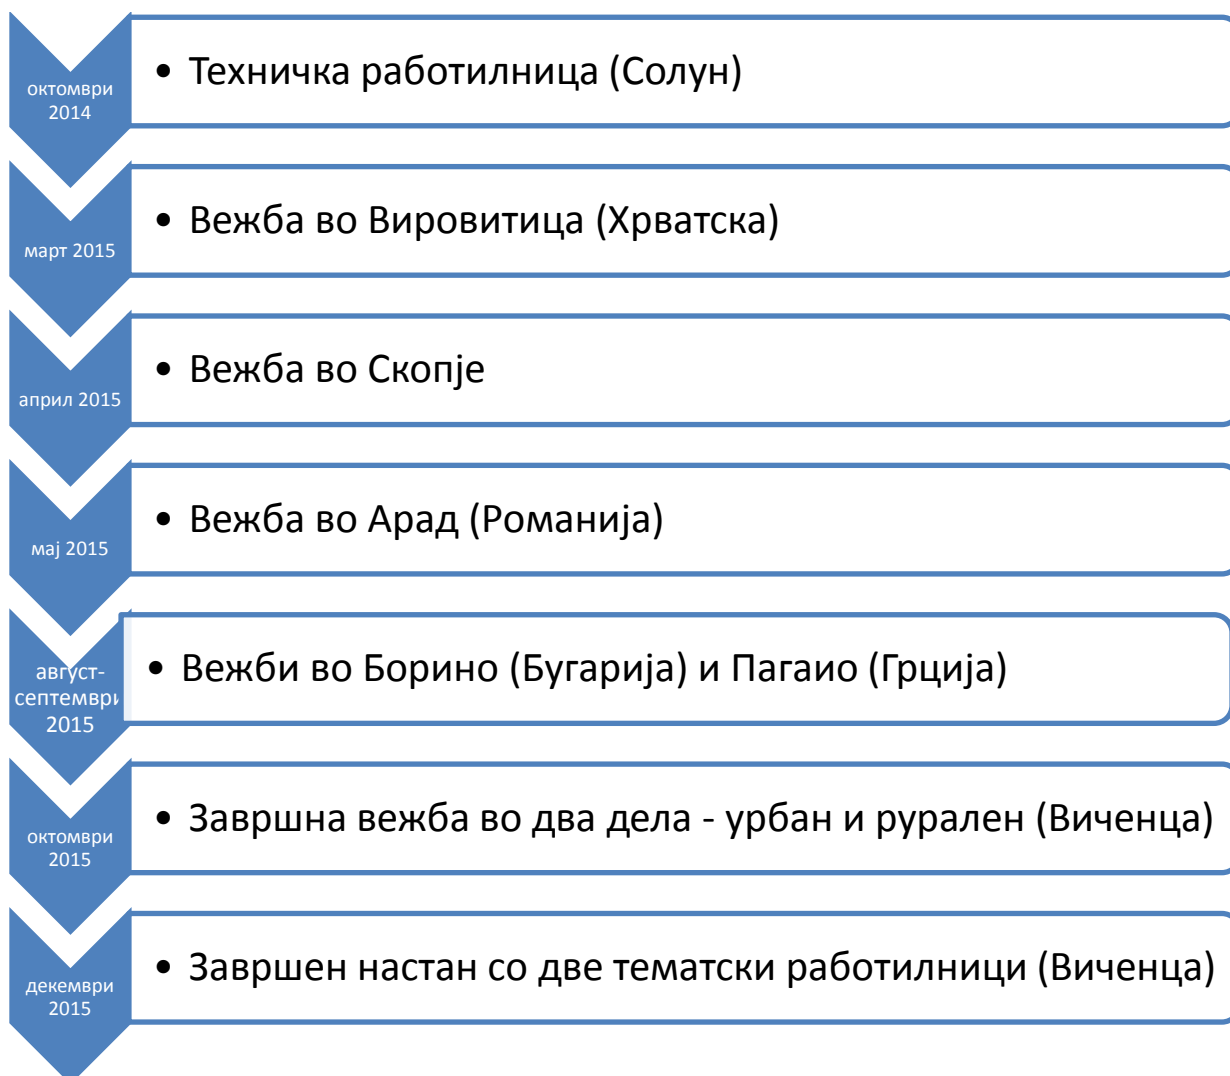 октомври
2014
• Техничка работилница (Солун)
март 2015
• Вежба во Вировитица (Хрватска)
април 2015
• Вежба во Скопје
мај 2015
• Вежба во Арад (Романија)
август-
септември
2015
• Вежби во Борино (Бугарија) и Пагаио (Грција)
октомври
2015
• Завршна вежба во два дела - урбан и рурален (Виченца)
декември
2015
• Завршен настан со две тематски работилници (Виченца)